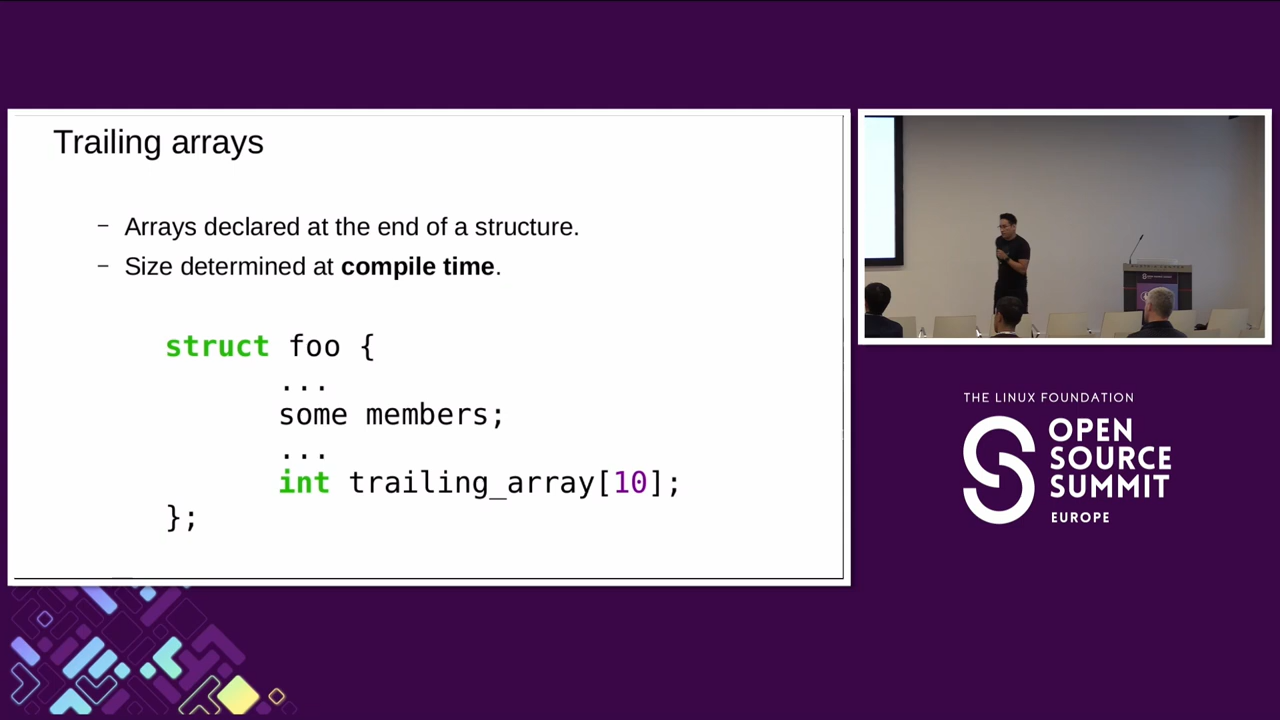 Trailing arrays
– Arrays declared at the end of a structure.
– Size determined at compile time.
struct foo {
...
some members;
...
int trailing_array[10];
};
THE LINUX FOUNDATION
OPEN
SOURCE
SUMMIT
EUROPE